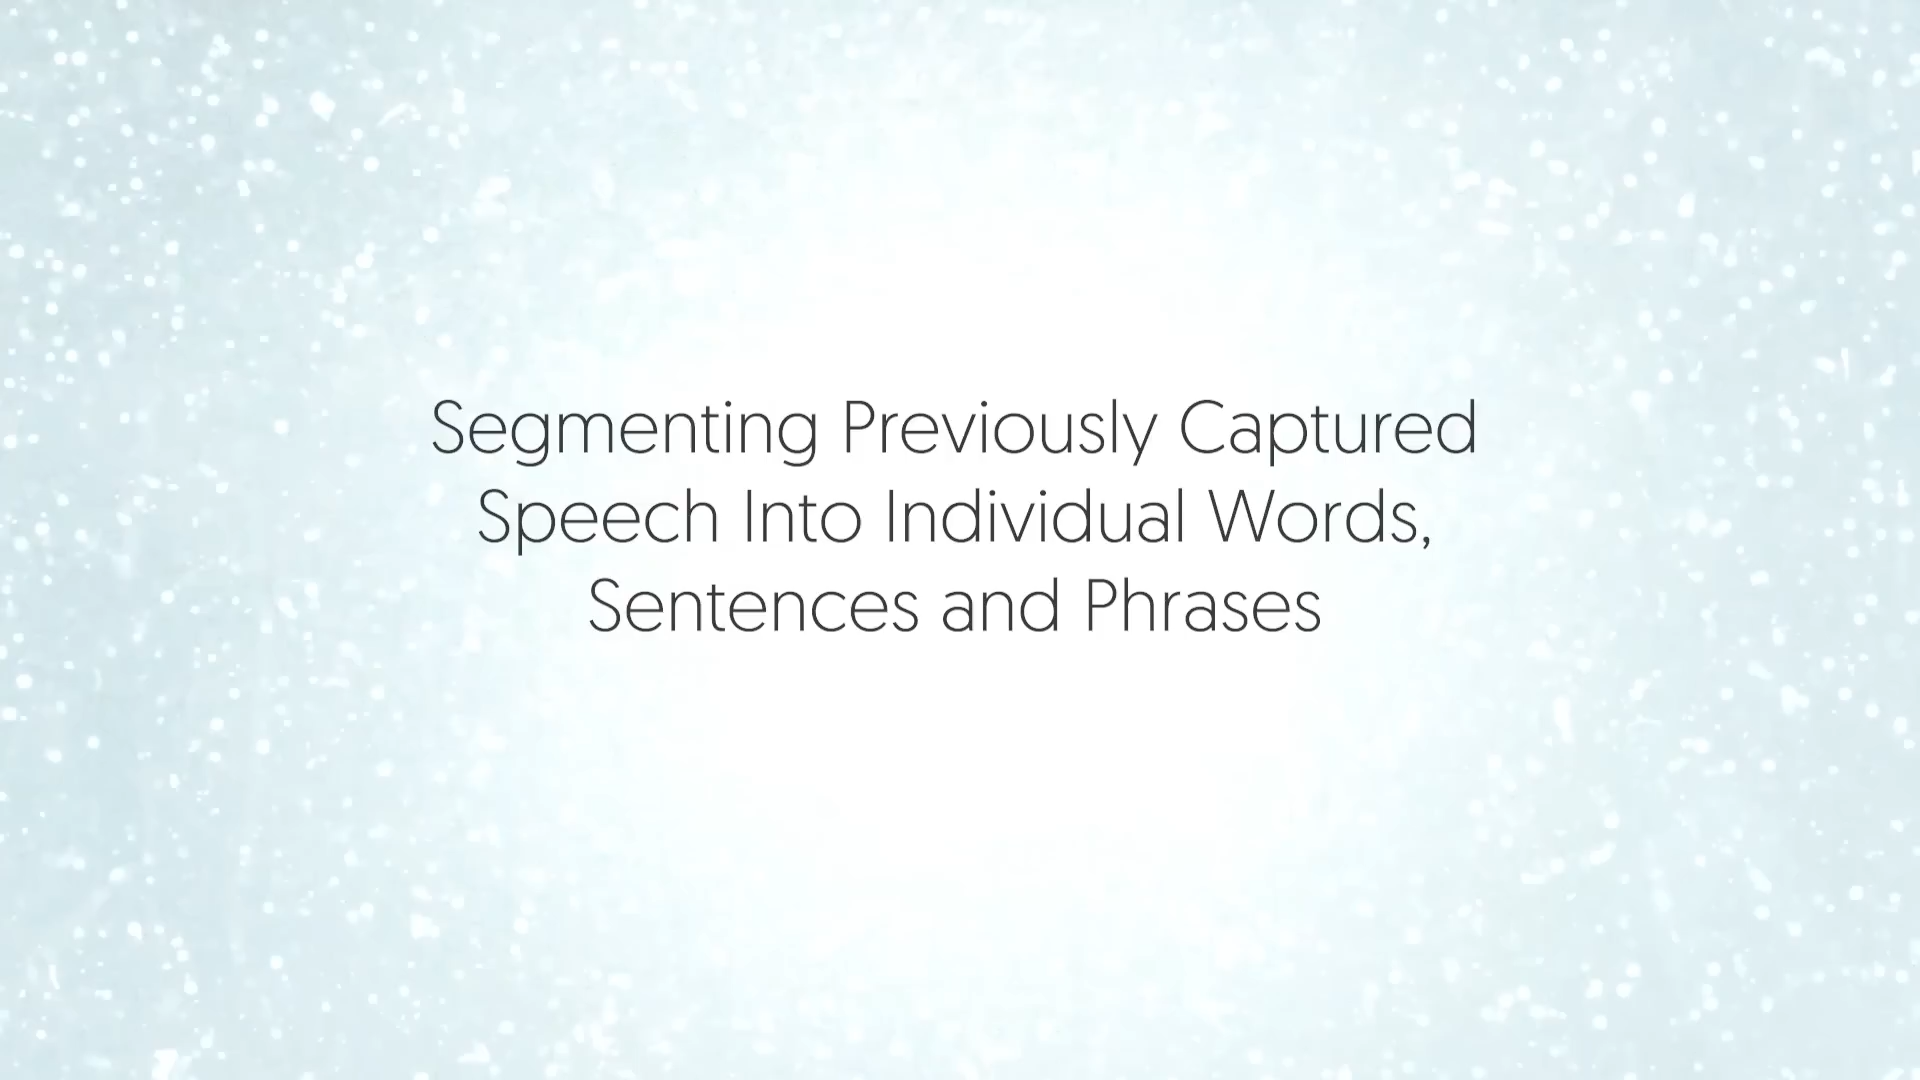 Segmenting Previously Captured
Speech Into Individual Words,
Sentences and Phrases